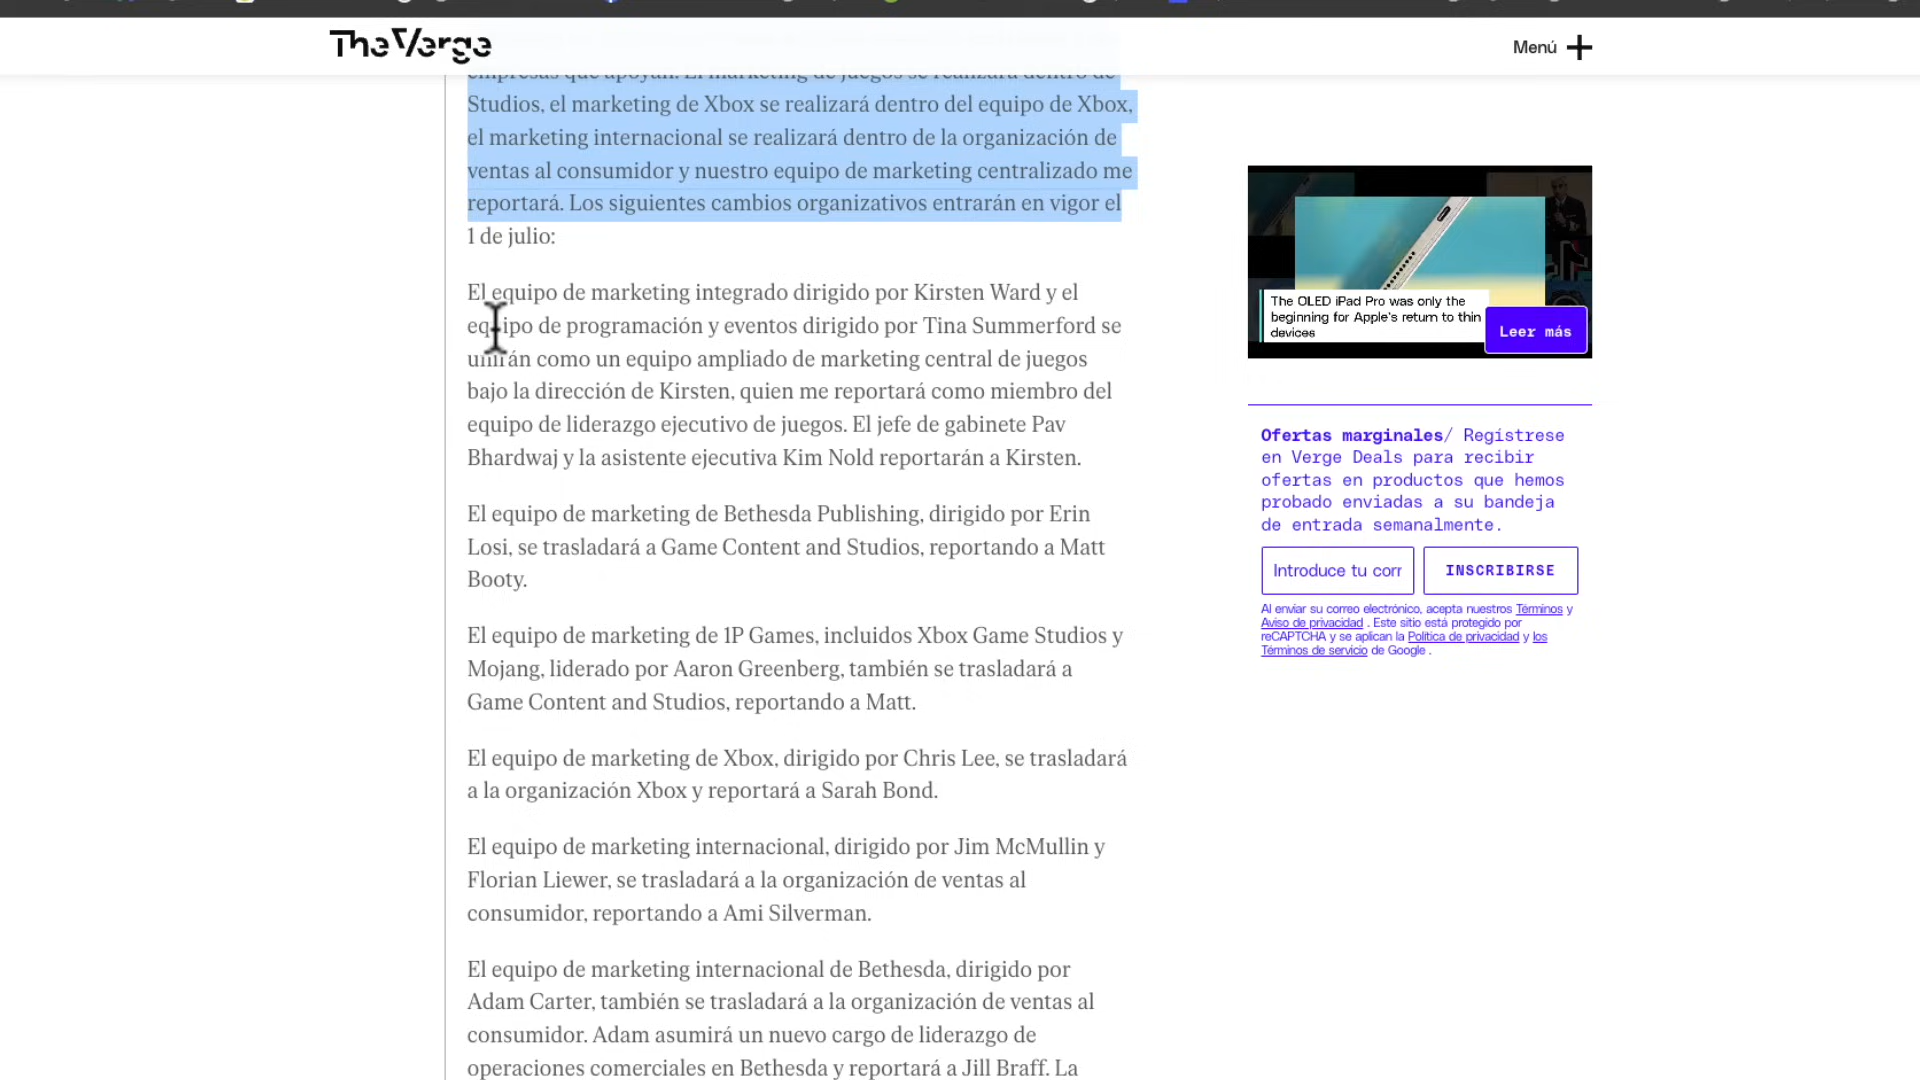 The Verge
Menú
empresas que apoyan. El marketing de juegos se realizará dentro de
Studios, el marketing de Xbox se realizará dentro del equipo de Xbox,
el marketing internacional se realizará dentro de la organización de
ventas al consumidor y nuestro equipo de marketing centralizado me
reportará. Los siguientes cambios organizativos entrarán en vigor el
1 de julio:
El equipo de marketing integrado dirigido por Kirsten Ward y el
equipo de programación y eventos dirigido por Tina Summerford se
unirán como un equipo ampliado de marketing central de juegos
bajo la dirección de Kirsten, quien me reportará como miembro del
equipo de liderazgo ejecutivo de juegos. El jefe de gabinete Pav
Bhardwaj y la asistente ejecutiva Kim Nold reportarán a Kirsten.
El equipo de marketing de Bethesda Publishing, dirigido por Erin
Losi, se trasladará a Game Content and Studios, reportando a Matt
Booty.
El equipo de marketing de 1P Games, incluidos Xbox Game Studios y
Mojang, liderado por Aaron Greenberg, también se trasladará a
Game Content and Studios, reportando a Matt.
El equipo de marketing de Xbox, dirigido por Chris Lee, se trasladará
a la organización Xbox y reportará a Sarah Bond.
El equipo de marketing internacional, dirigido por Jim McMullin y
Florian Liewer, se trasladará a la organización de ventas al
consumidor, reportando a Ami Silverman.
El equipo de marketing internacional de Bethesda, dirigido por
Adam Carter, también se trasladará a la organización de ventas al
consumidor. Adam asumirá un nuevo cargo de liderazgo de
operaciones comerciales en Bethesda y reportará a Jill Braff. La
The OLED iPad Pro was only the
beginning for Apple's return to thin
devices
Leer más
Ofertas marginales/ Regístrese
en Verge Deals para recibir
ofertas en productos que hemos
probado enviadas a su bandeja
de entrada semanalmente.
Introduce tu corr
INSCRIBIRSE
Al enviar su correo electrónico, acepta nuestros Términos y
Aviso de privacidad . Este sitio está protegido por
reCAPTCHA y se aplican la Política de privacidad y los
Términos de servicio de Google .